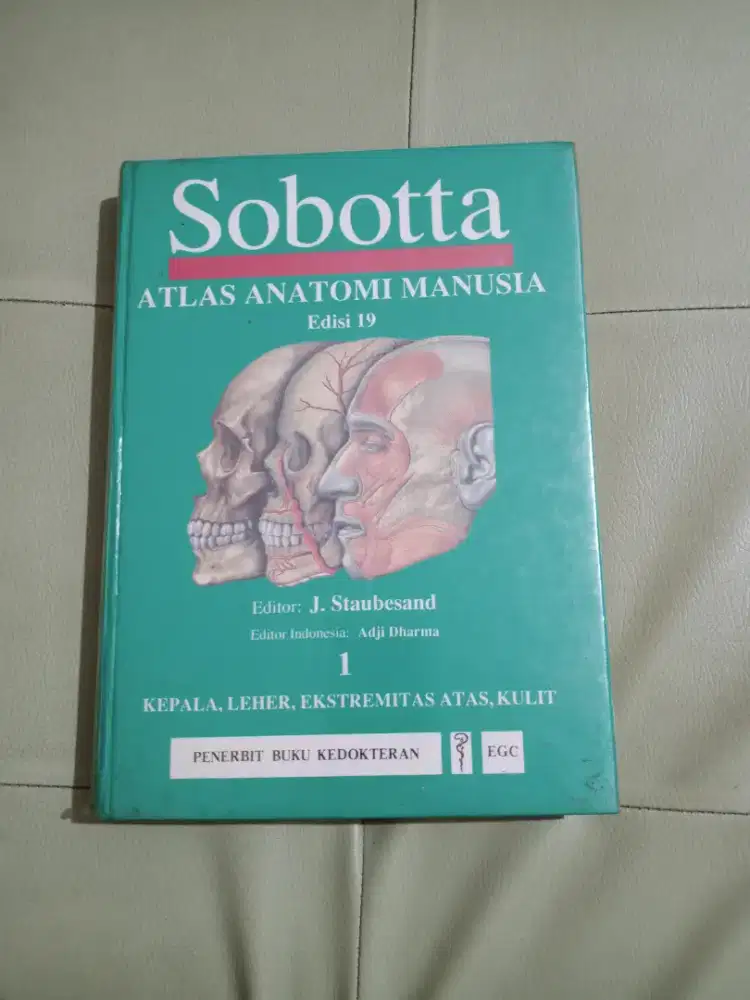 Sobotta
ATLAS ANATOMI MANUSIA
Edisi 19
Editor: J. Staubesand
Editor Indonesia: Adji Dharma
1
KEPALA, LEHER, EKSTREMITAS ATAS, KULIT
PENERBIT BUKU KEDOKTERAN EGC